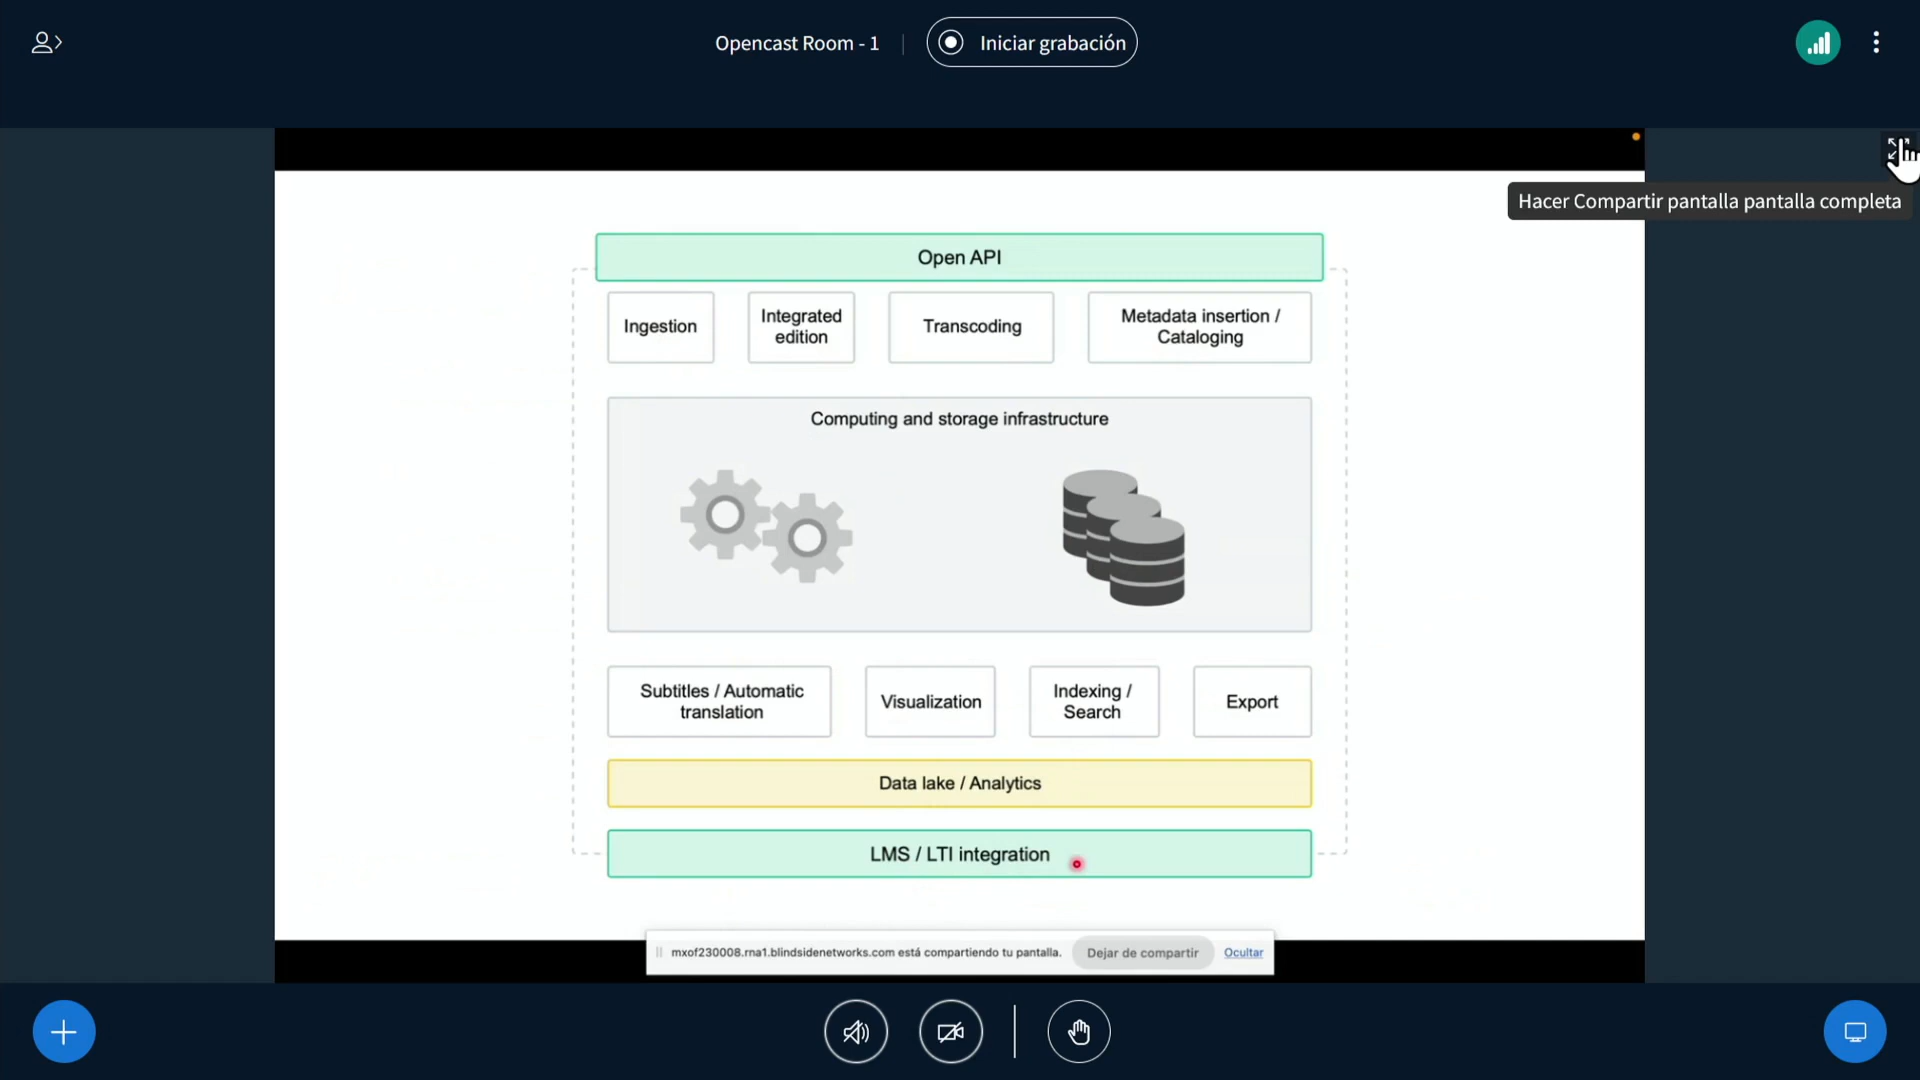 Opencast Room - 1
Iniciar grabación
Hacer Compartir pantalla pantalla completa
Open API
Ingestion
Integrated
edition
Transcoding
Metadata insertion /
Cataloging
Computing and storage infrastructure
Subtitles / Automatic
translation
Visualization
Indexing /
Search
Export
Data lake / Analytics
LMS / LTI integration
mxof230008.rna1.blindsidenetworks.com está compartiendo tu pantalla.
Dejar de compartir
Ocultar